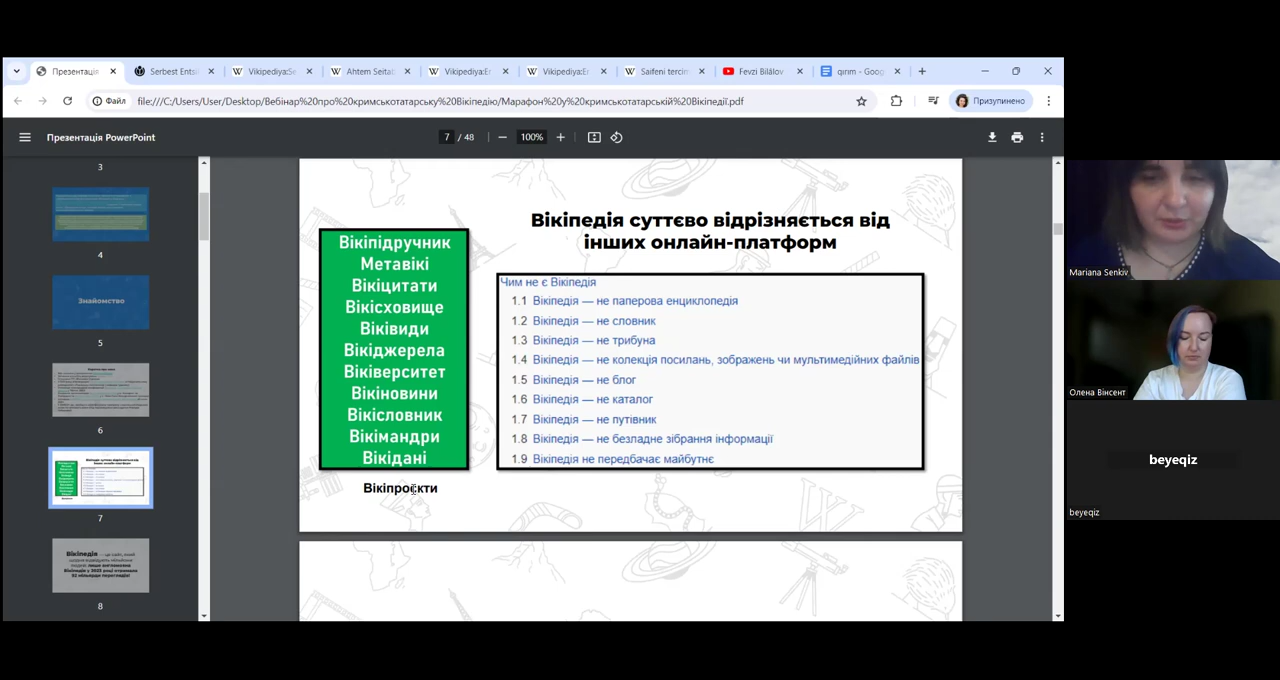 Презентація
Serbest Entsi
Vikipediya:Se
Ahtem Seitab
Vikipediya:Er
Vikipediya:Er
Saifeni tercim
Fevzi Bilâlov
qırım - Goog
Файл
file:///C:/Users/User/Desktop/Вебінар%20про%20кримськотатарську%20Вікіпедію/Марафон%20у%20кримськотатарській%20Вікіпедії.pdf
Призупинено
Презентація PowerPoint
7 / 48
100%
3
4
Знайомство
5
6
7
8
Вікіпедія суттєво відрізняється від
інших онлайн-платформ
Вікіпідручник
Метавікі
Вікіцитати
Вікісховище
Віківиди
Вікіджерела
Віківерситет
Вікіновини
Вікісловник
Вікімандри
Вікідані
Вікіпроєкти
Чим не є Вікіпедія
1.1 Вікіпедія — не паперова енциклопедія
1.2 Вікіпедія — не словник
1.3 Вікіпедія — не трибуна
1.4 Вікіпедія — не колекція посилань, зображень чи мультимедійних файлів
1.5 Вікіпедія — не блог
1.6 Вікіпедія — не каталог
1.7 Вікіпедія — не путівник
1.8 Вікіпедія — не безладне зібрання інформації
1.9 Вікіпедія не передбачає майбутнє
Mariana Senkiv
Олена Вінсент
beyeqiz
beyeqiz